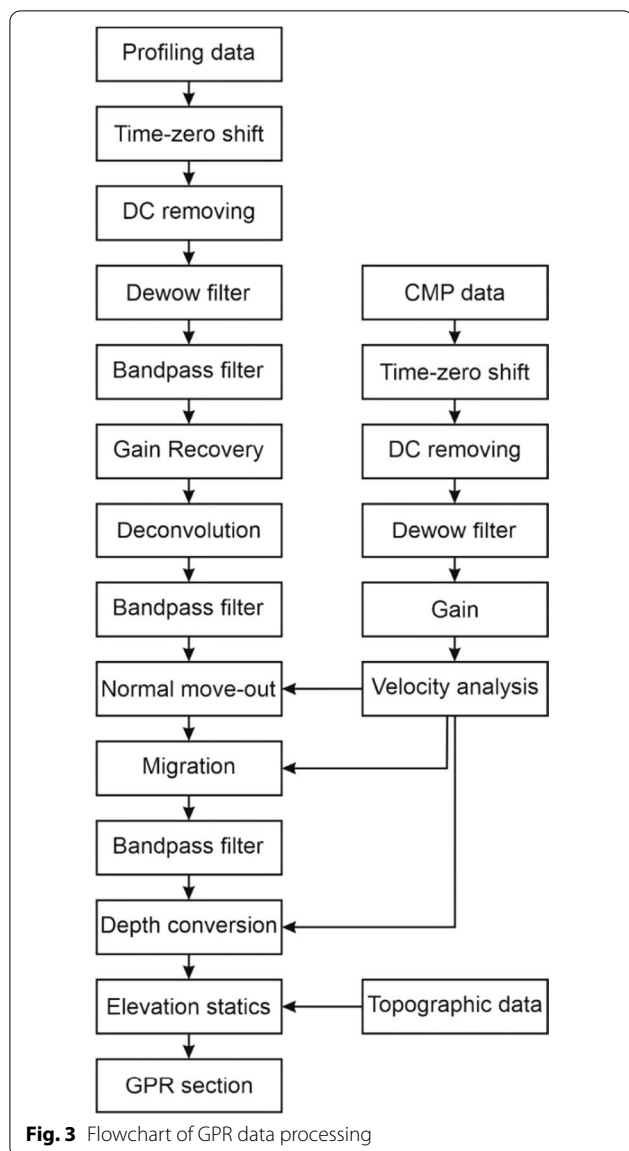 Profiling data
Time-zero shift
DC removing
Dewow filter
Bandpass filter
Gain Recovery
Deconvolution
Bandpass filter
Normal move-out
Migration
Bandpass filter
Depth conversion
Elevation statics
GPR section
CMP data
Time-zero shift
DC removing
Dewow filter
Gain
Velocity analysis
Topographic data
Fig. 3 Flowchart of GPR data processing